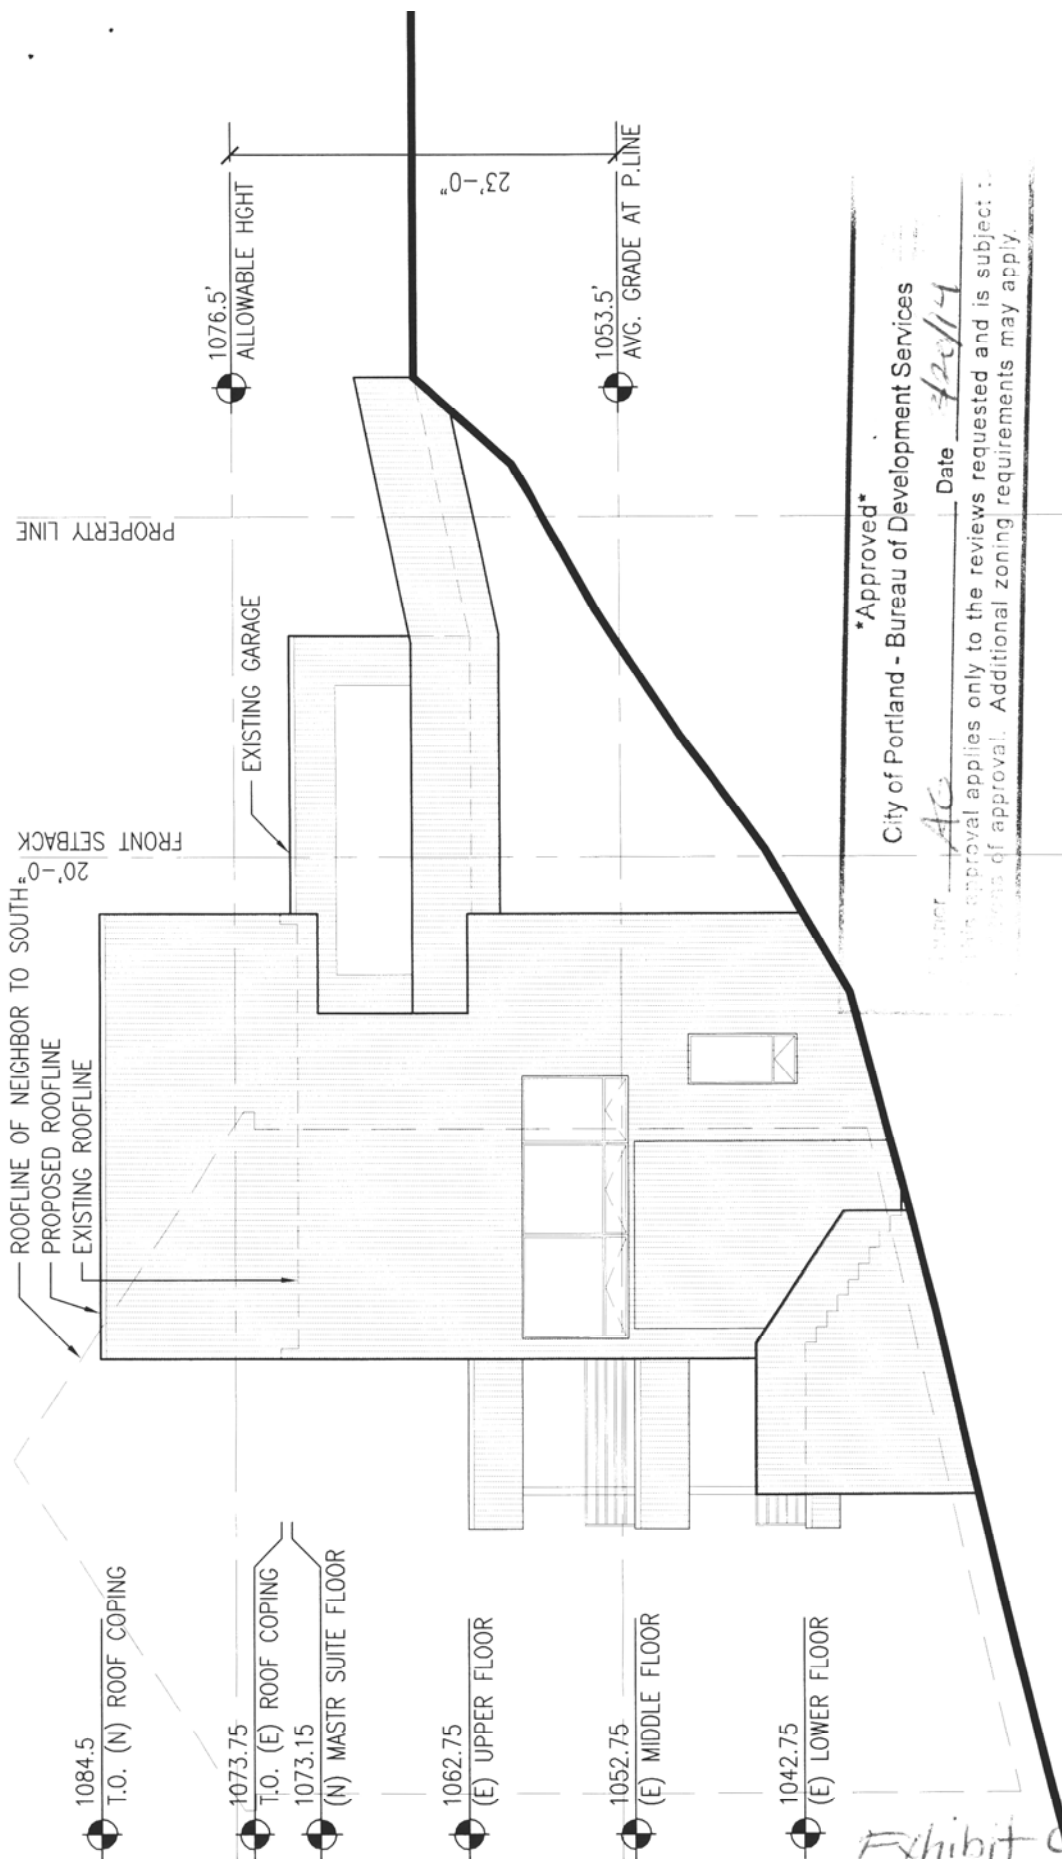 1084.5
T.O. (N) ROOF COPING
1073.75
T.O. (E) ROOF COPING
1073.15
(N) MASTR SUITE FLOOR
1062.75
(E) UPPER FLOOR
1052.75
(E) MIDDLE FLOOR
1042.75
(E) LOWER FLOOR
ROOFLINE OF NEIGHBOR TO SOUTH
PROPOSED ROOFLINE
EXISTING ROOFLINE
20'-0"
FRONT SETBACK
EXISTING GARAGE
PROPERTY LINE
1076.5'
ALLOWABLE HGHT
23'-0"
1053.5'
AVG. GRADE AT P.LINE
*Approved*
City of Portland - Bureau of Development Services
Date
approval applies only to the reviews requested and is subject
of approval. Additional zoning requirements may apply.
Exhibit C